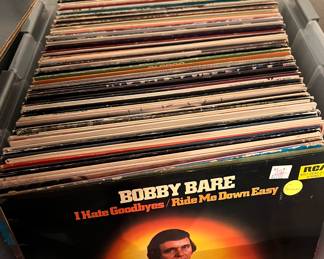 BOBBY BARE
I Hate Goodbyes/Ride Me Down Easy
RCA